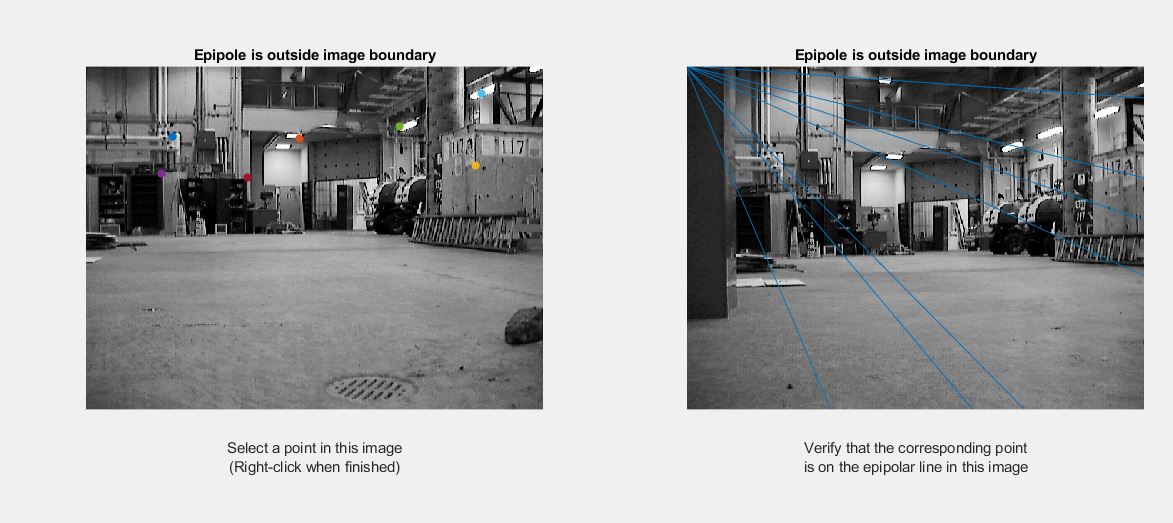 Epipole is outside image boundary
Epipole is outside image boundary
117
Select a point in this image
(Right-click when finished)
Verify that the corresponding point
is on the epipolar line in this image